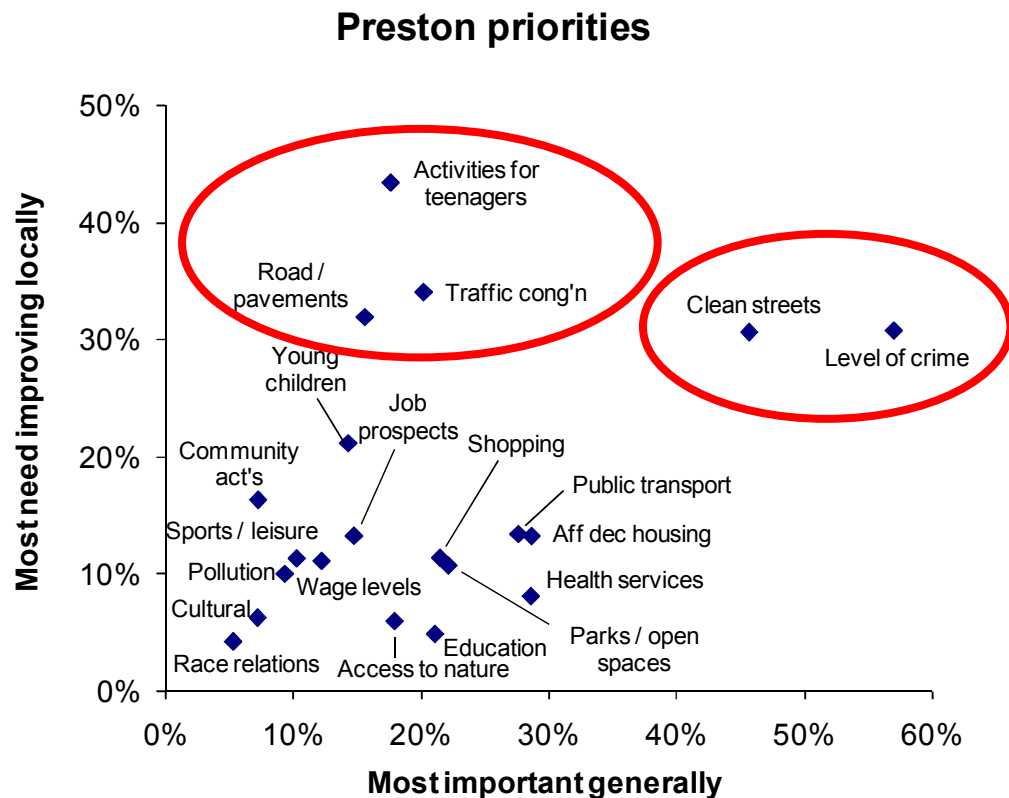 Preston priorities
Most need improving locally
50%
40%
30%
20%
10%
0%
Activities for
teenagers
Road /
pavements
Traffic cong'n
Clean streets
Level of crime
Young
children
Job
prospects
Shopping
Community
act's
Public transport
Sports / leisure
Aff dec housing
Pollution
Wage levels
Health services
Cultural
Education
Parks / open
spaces
Race relations
Access to nature
0%
10%
20%
30%
40%
50%
60%
Most important generally